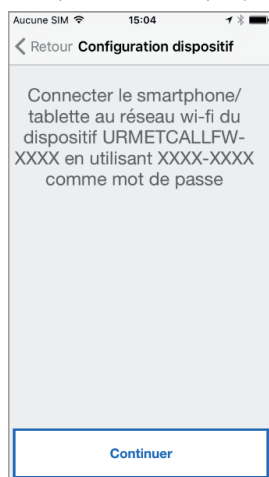 Aucune SIM 15:04
Retour Configuration dispositif
Connecter le smartphone/
tablette au réseau wi-fi du
dispositif URMETCALLFW-
XXXX en utilisant XXXX-XXXX
comme mot de passe
Continuer